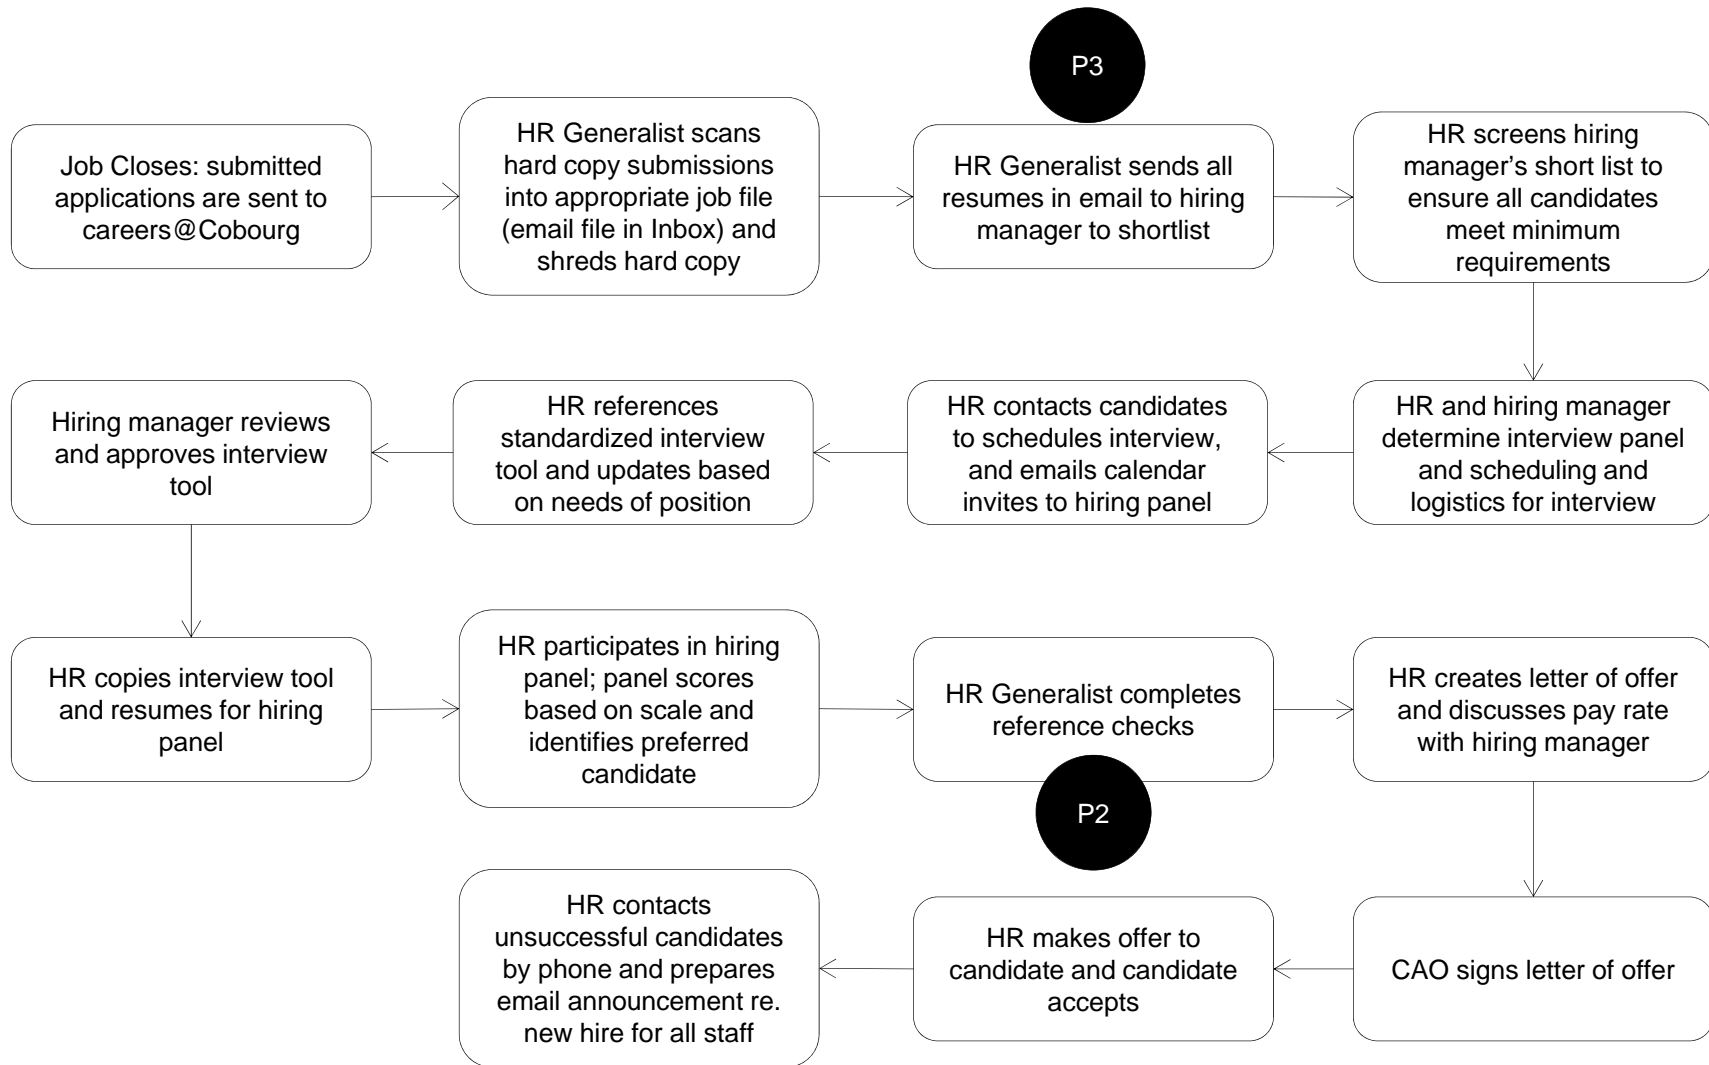 P3
Job Closes: submitted
applications are sent to
careers@Cobourg
HR Generalist scans
hard copy submissions
into appropriate job file
(email file in Inbox) and
shreds hard copy
HR Generalist sends all
resumes in email to hiring
manager to shortlist
HR screens hiring
manager’s short list to
ensure all candidates
meet minimum
requirements
HR and hiring manager
determine interview panel
and scheduling and
logistics for interview
HR contacts candidates
to schedules interview,
and emails calendar
invites to hiring panel
HR references
standardized interview
tool and updates based
on needs of position
Hiring manager reviews
and approves interview
tool
HR copies interview tool
and resumes for hiring
panel
HR participates in hiring
panel; panel scores
based on scale and
identifies preferred
candidate
HR Generalist completes
reference checks
P2
HR creates letter of offer
and discusses pay rate
with hiring manager
CAO signs letter of offer
HR makes offer to
candidate and candidate
accepts
HR contacts
unsuccessful candidates
by phone and prepares
email announcement re.
new hire for all staff